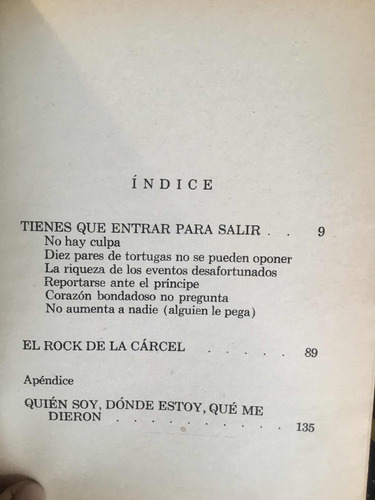 ÍNDICE
TIENES QUE ENTRAR PARA SALIR . . 9
No hay culpa
Diez pares de tortugas no se pueden oponer
La riqueza de los eventos desafortunados
Reportarse ante el príncipe
Corazón bondadoso no pregunta
No aumenta a nadie (alguien le pega)
EL ROCK DE LA CÁRCEL . . . . . 89
Apéndice
QUIÉN SOY, DÓNDE ESTOY, QUÉ ME
DIERON . . . . . . . . . 135